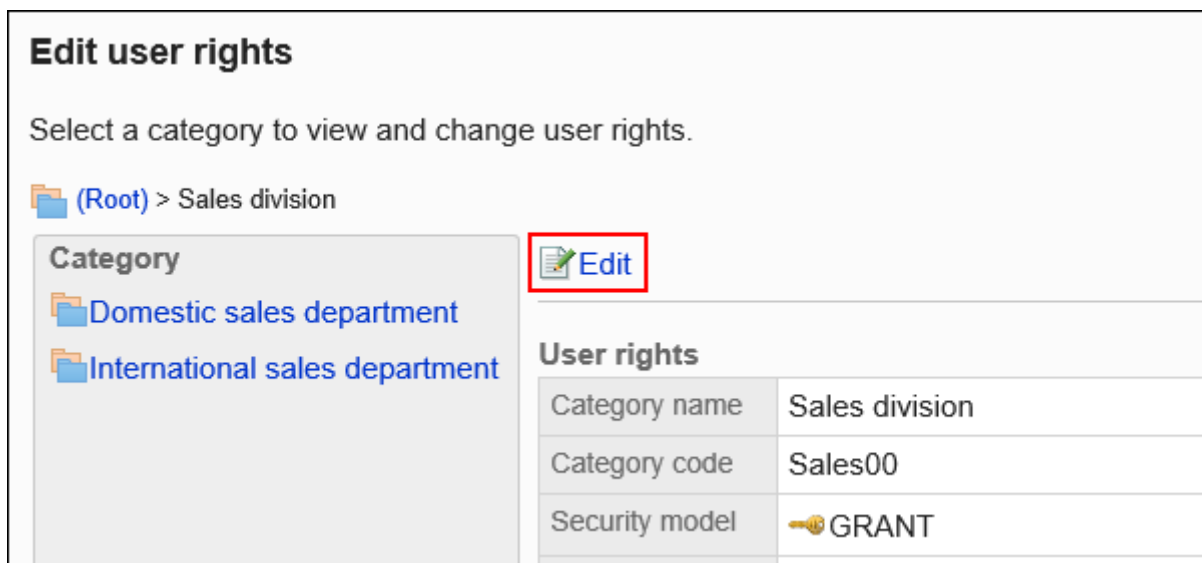 Edit user rights
Select a category to view and change user rights.
(Root) > Sales division
Category
Domestic sales department
International sales department
Edit
User rights
Category name Sales division
Category code Sales00
Security model GRANT